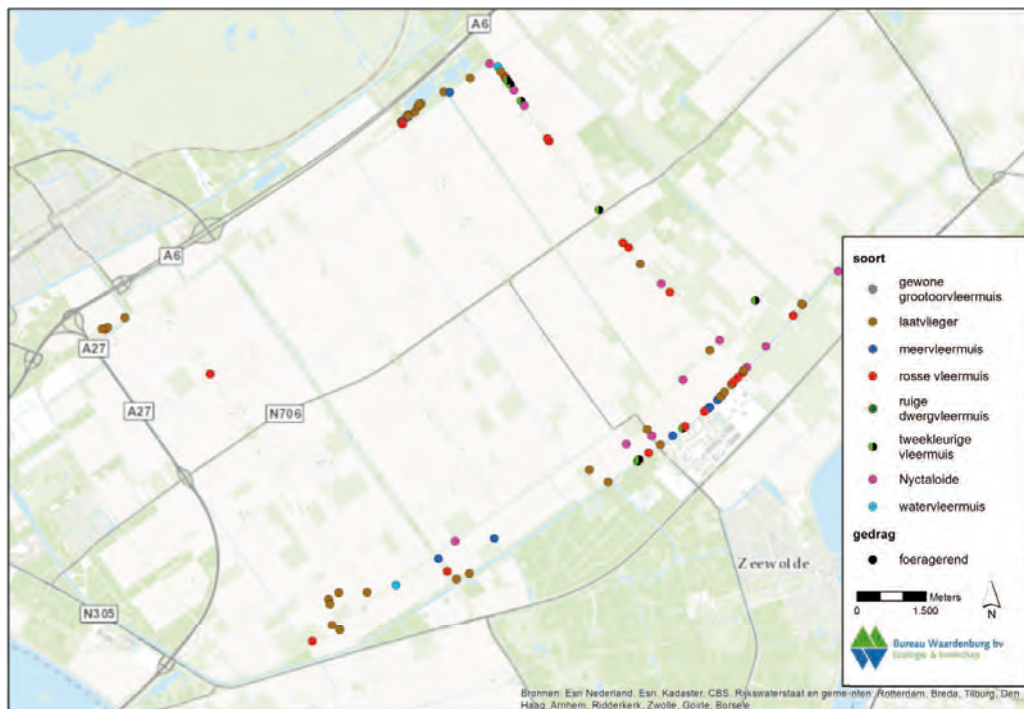 A6
A6
A27
A27
N706
N305
Zeewolde
soort
gewone
grootoorvleermuis
laatvlieger
meervleermuis
rosse vleermuis
ruige
dwergvleermuis
tweekleurige
vleermuis
Nyctaloide
watervleermuis
gedrag
foeragerend
Meters
0 1.500
N
Bureau Waardenburg bv
Ecologie & landschap
Bronnen: Esri Nederland, Esri, Kadaster, CBS, Rijkswaterstaat en gemeenten: Rotterdam, Breda, Tilburg, Den
Haag, Arnhem, Ridderkerk, Zwolle, Goirle, Borsele